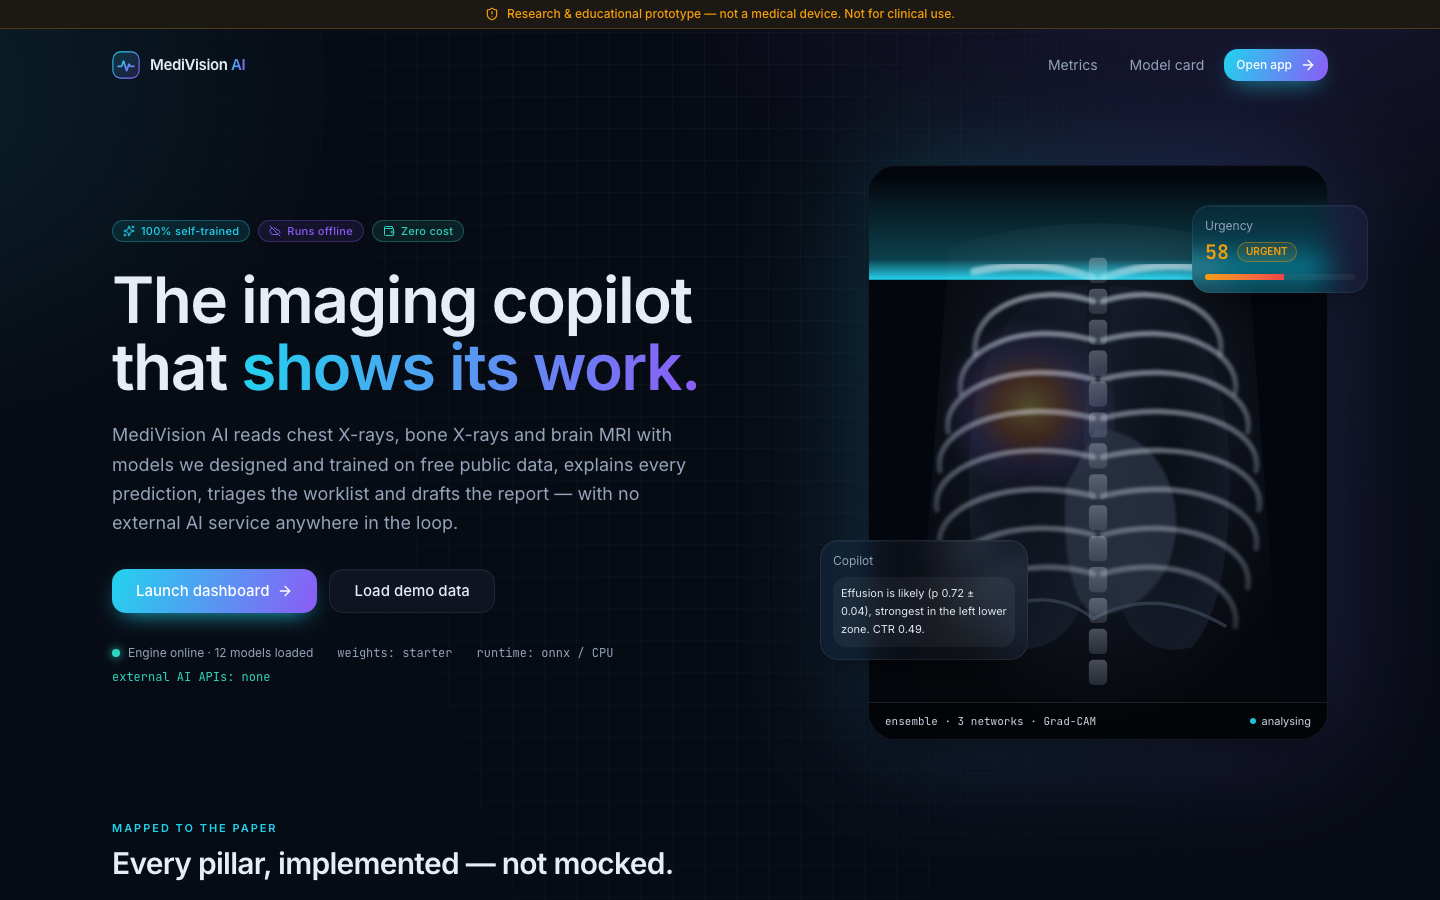 Research & educational prototype — not a medical device. Not for clinical use.
MediVision AI
Metrics
Model card
Open app
100% self-trained
Runs offline
Zero cost
The imaging copilot
that shows its work.
MediVision AI reads chest X-rays, bone X-rays and brain MRI with
models we designed and trained on free public data, explains every
prediction, triages the worklist and drafts the report — with no
external AI service anywhere in the loop.
Launch dashboard
Load demo data
Engine online · 12 models loaded
weights: starter
runtime: onnx / CPU
external AI APIs: none
Urgency
58
URGENT
Copilot
Effusion is likely (p 0.72 ±
0.04), strongest in the left lower
zone. CTR 0.49.
ensemble · 3 networks · Grad-CAM
analysing
MAPPED TO THE PAPER
Every pillar, implemented — not mocked.